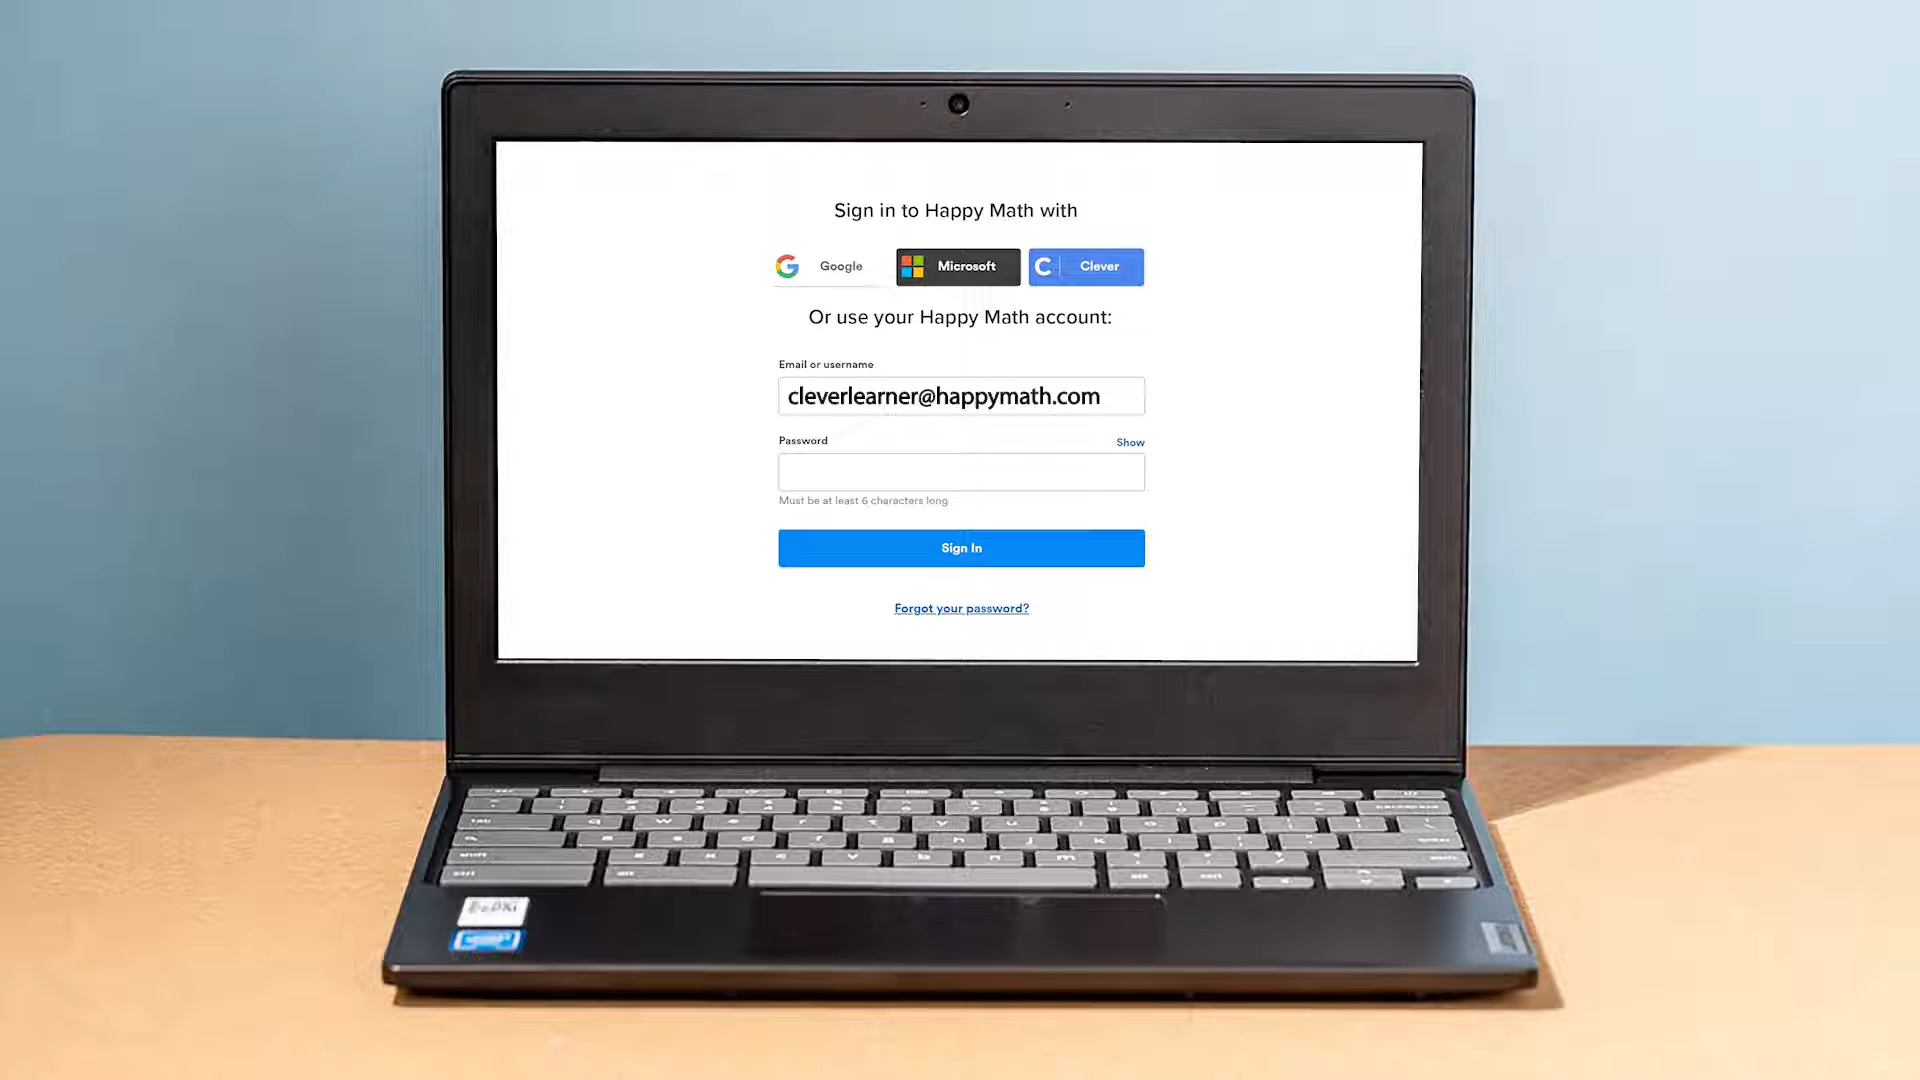 Sign in to Happy Math with
Google Microsoft Clever
Or use your Happy Math account:
Email or username
cleverlearner@happymath.com
Password Show
Must be at least 6 characters long
Sign In
Forgot your password?